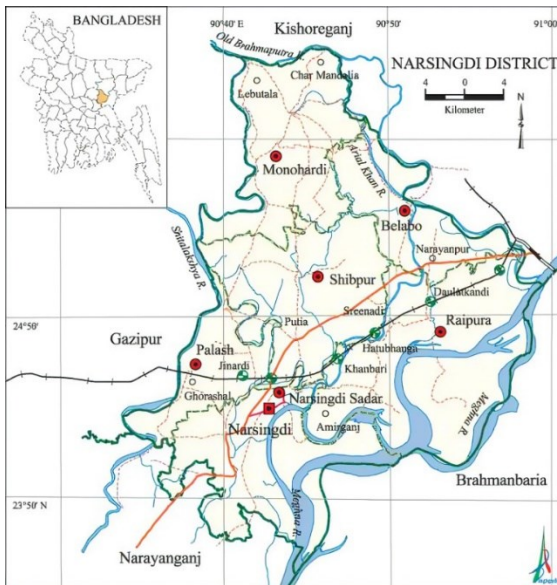 BANGLADESH
90°40'
90°50'
91°00'
Kishoreganj
Old Brahmaputra R.
Char Mandalia
Lebutala
NARSINGDI DISTRICT
4 0 4
Kilometer
N
Monohardi
Arial Khan R.
Belabo
Shitalakshya R.
Narayanpur
Shibpur
Daulatkandi
Sreenadi
24°50'
Putia
Raipura
Gazipur
Hatubhanga
Palash
Jinardi
Khanbari
Ghorashal
Narsingdi Sadar
Amirganj
Narsingdi
Meghna R.
Brahmanbaria
23°50' N
Meghna R.
Narayanganj